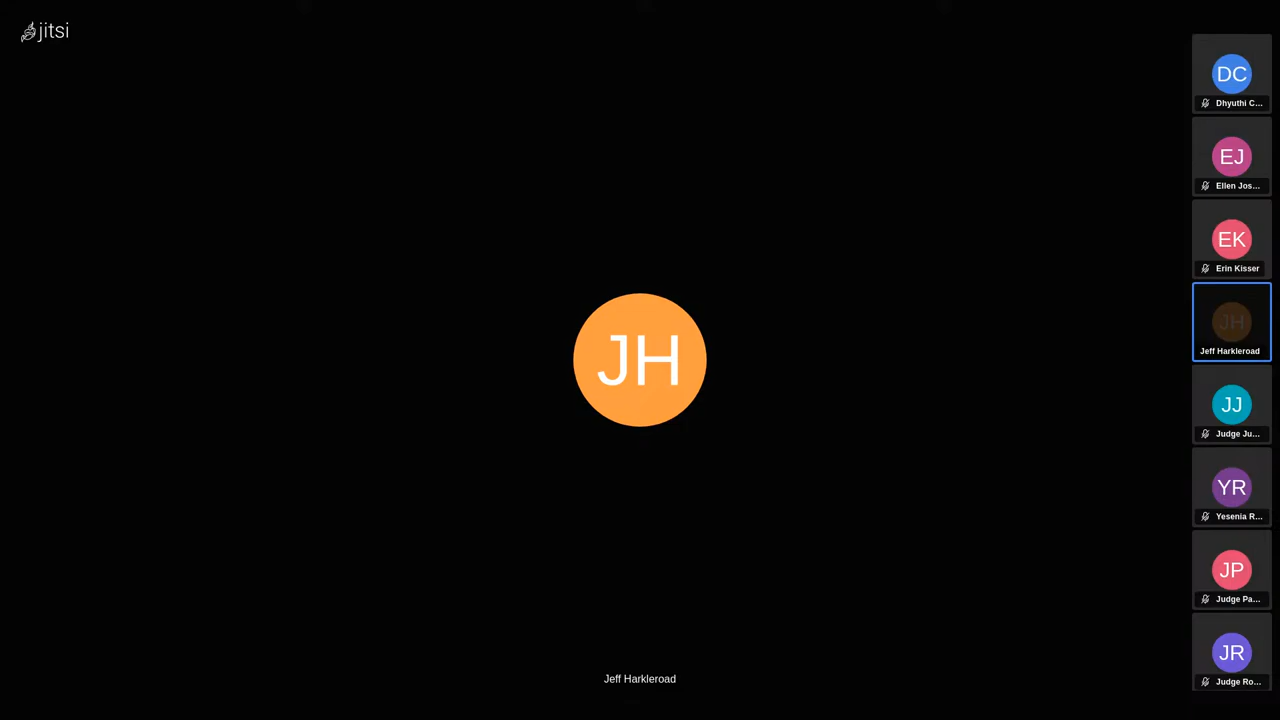 jitsi
DC
Dhyuthi C...
EJ
Ellen Jos...
EK
Erin Kisser
JH
Jeff Harkleroad
JJ
Judge Ju...
YR
Yesenia R...
JP
Judge Pa...
JR
Judge Ro...
JH
Jeff Harkleroad